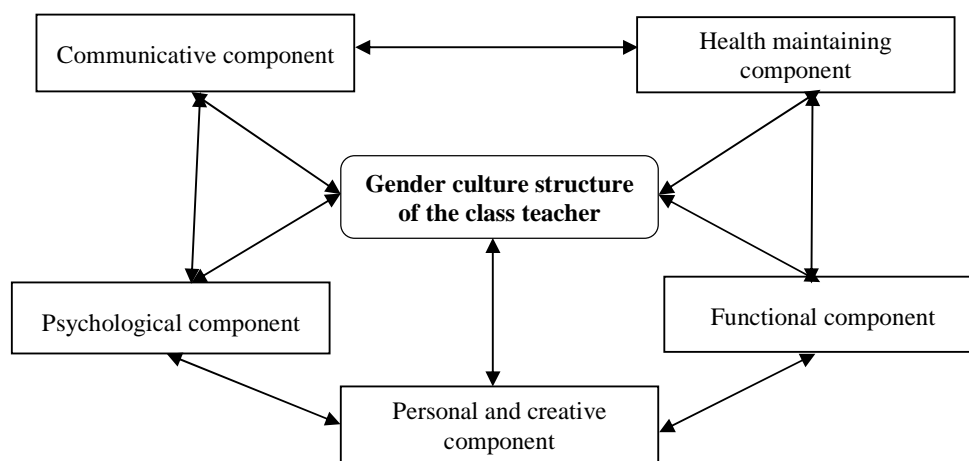 Communicative component
Health maintaining
component
Gender culture structure
of the class teacher
Psychological component
Functional component
Personal and creative
component